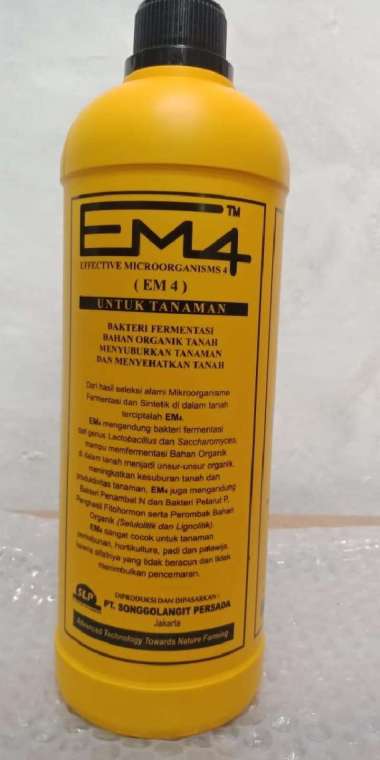 EM4™
EFFECTIVE MICROORGANISMS 4
( EM 4 )
UNTUK TANAMAN
BAKTERI FERMENTASI
BAHAN ORGANIK TANAH
MENYUBURKAN TANAMAN
DAN MENYEHATKAN TANAH
Dari hasil seleksi alami Mikroorganisme
Fermentasi dan Sintetik di dalam tanah
terciptalah EM4.
EM4 mengandung bakteri fermentasi
dari genus Lactobacillus dan Saccharomyces,
mampu memfermentasi Bahan Organik
di dalam tanah menjadi unsur-unsur organik,
meningkatkan kesuburan tanah dan
produktivitas tanaman. EM4 juga mengandung
Bakteri Penambat N dan Bakteri Pelarut P,
Penghasil Fitohormon serta Perombak Bahan
Organik (Selulolitik dan Lignolitik).
EM4 sangat cocok untuk tanaman
perkebunan, hortikulture, padi dan palawija,
karena sifatnya yang tidak beracun dan tidak
menimbulkan pencemaran.
SLP
DIPRODUKSI DAN DIPASARKAN :
PT. SONGGOLANGIT PERSADA
Jakarta
Advanced Technology Towards Nature Farming